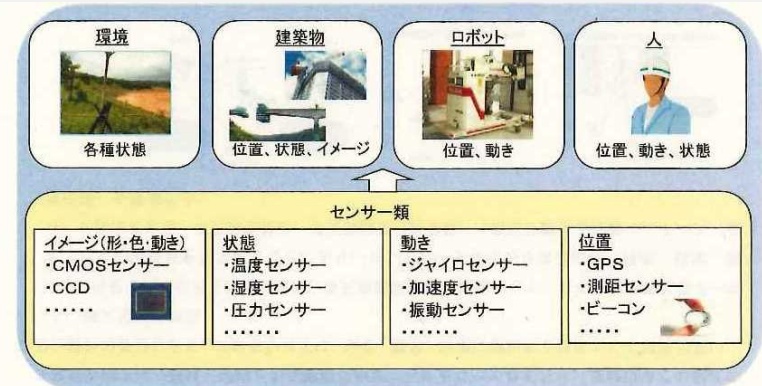 環境
各種状態
建築物
位置、状態、イメージ
ロボット
位置、動き
人
位置、動き、状態
センサー類
イメージ(形・色・動き)
・CMOSセンサー
・CCD
・・・・・・
状態
・温度センサー
・湿度センサー
・圧力センサー
・・・・・・・
動き
・ジャイロセンサー
・加速度センサー
・振動センサー
・・・・・・・
位置
・GPS
・測距センサー
・ビーコン
・・・・・